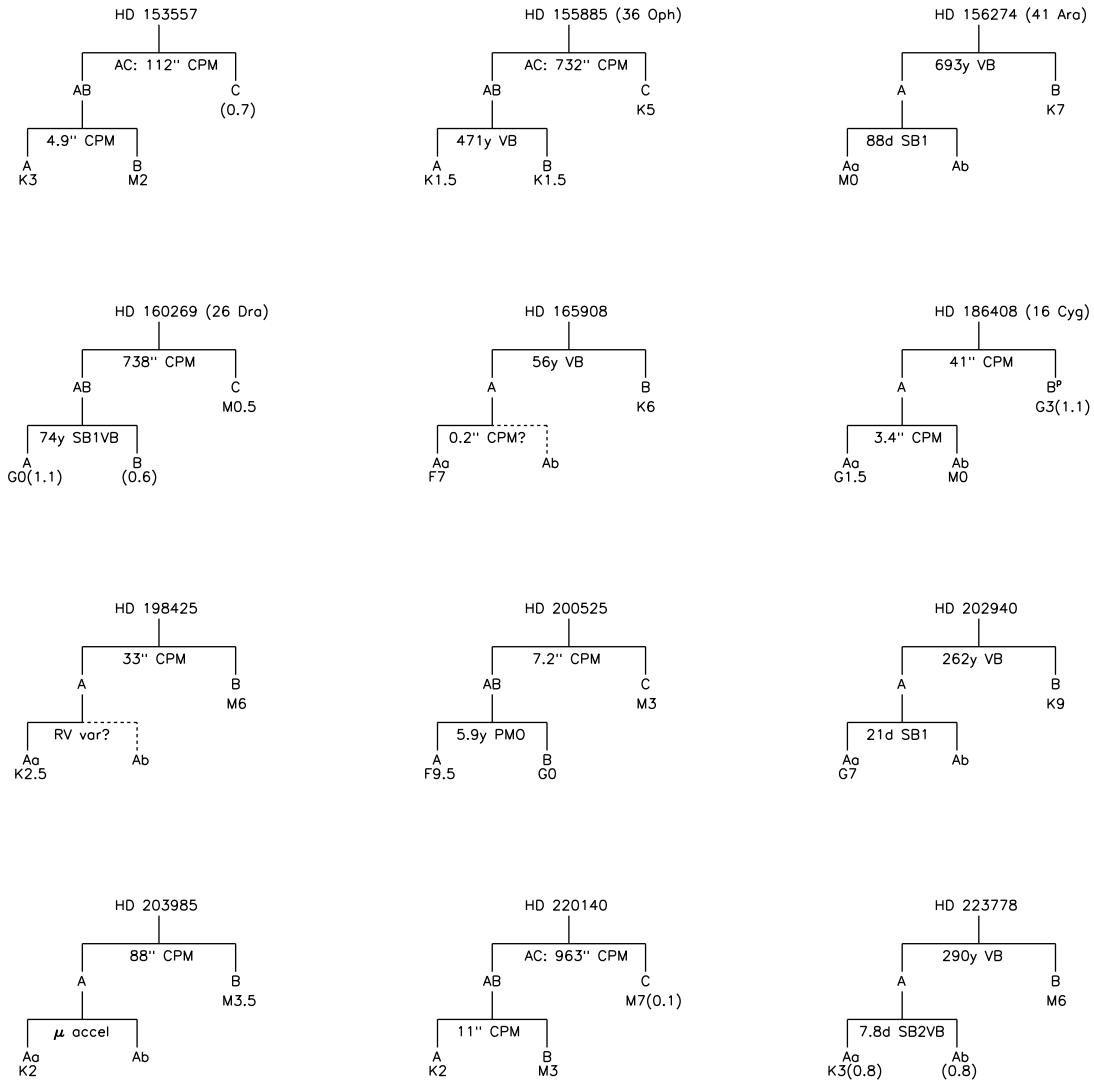 HD 153557
AC: 112" CPM
AB
C
(0.7)
4.9" CPM
A
K3
B
M2
HD 155885 (36 Oph)
AC: 732" CPM
AB
C
K5
471y VB
A
K1.5
B
K1.5
HD 156274 (41 Ara)
693y VB
A
B
K7
88d SB1
Aa
M0
Ab
HD 160269 (26 Dra)
738" CPM
AB
C
M0.5
74y SB1VB
A
G0(1.1)
B
(0.6)
HD 165908
56y VB
A
B
K6
0.2" CPM?
Aa
F7
Ab
HD 186408 (16 Cyg)
41" CPM
A
Bᵖ
G3(1.1)
3.4" CPM
Aa
G1.5
Ab
M0
HD 198425
33" CPM
A
B
M6
RV var?
Aa
K2.5
Ab
HD 200525
7.2" CPM
AB
C
M3
5.9y PMO
A
F9.5
B
G0
HD 202940
262y VB
A
B
K9
21d SB1
Aa
G7
Ab
HD 203985
88" CPM
A
B
M3.5
μ accel
Aa
K2
Ab
HD 220140
AC: 963" CPM
AB
C
M7(0.1)
11" CPM
A
K2
B
M3
HD 223778
290y VB
A
B
M6
7.8d SB2VB
Aa
K3(0.8)
Ab
(0.8)